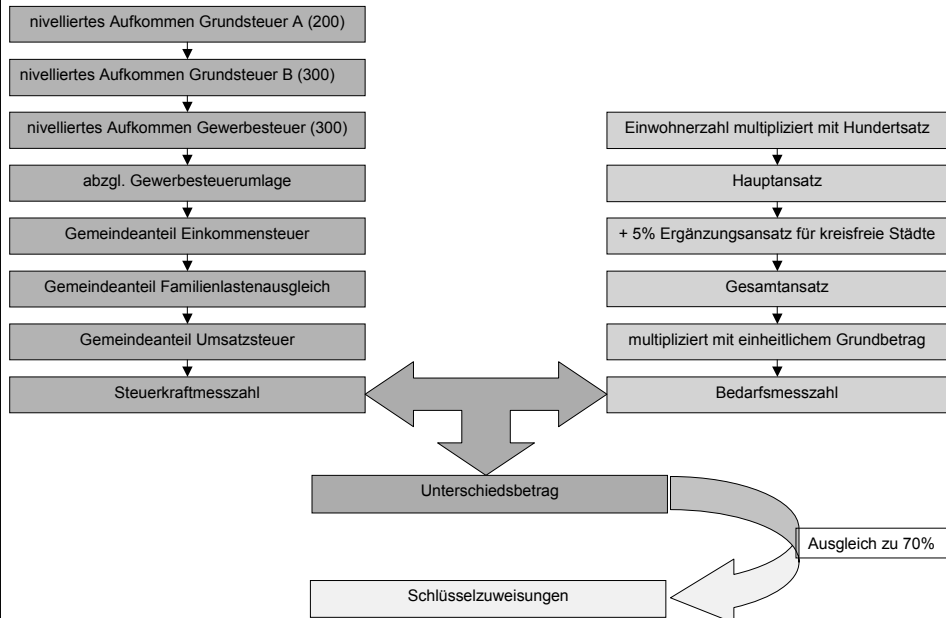 nivelliertes Aufkommen Grundsteuer A (200)
nivelliertes Aufkommen Grundsteuer B (300)
nivelliertes Aufkommen Gewerbesteuer (300)
abzgl. Gewerbesteuerumlage
Gemeindeanteil Einkommensteuer
Gemeindeanteil Familienlastenausgleich
Gemeindeanteil Umsatzsteuer
Steuerkraftmesszahl
Einwohnerzahl multipliziert mit Hundertsatz
Hauptansatz
+ 5% Ergänzungsansatz für kreisfreie Städte
Gesamtansatz
multipliziert mit einheitlichem Grundbetrag
Bedarfsmesszahl
Unterschiedsbetrag
Ausgleich zu 70%
Schlüsselzuweisungen